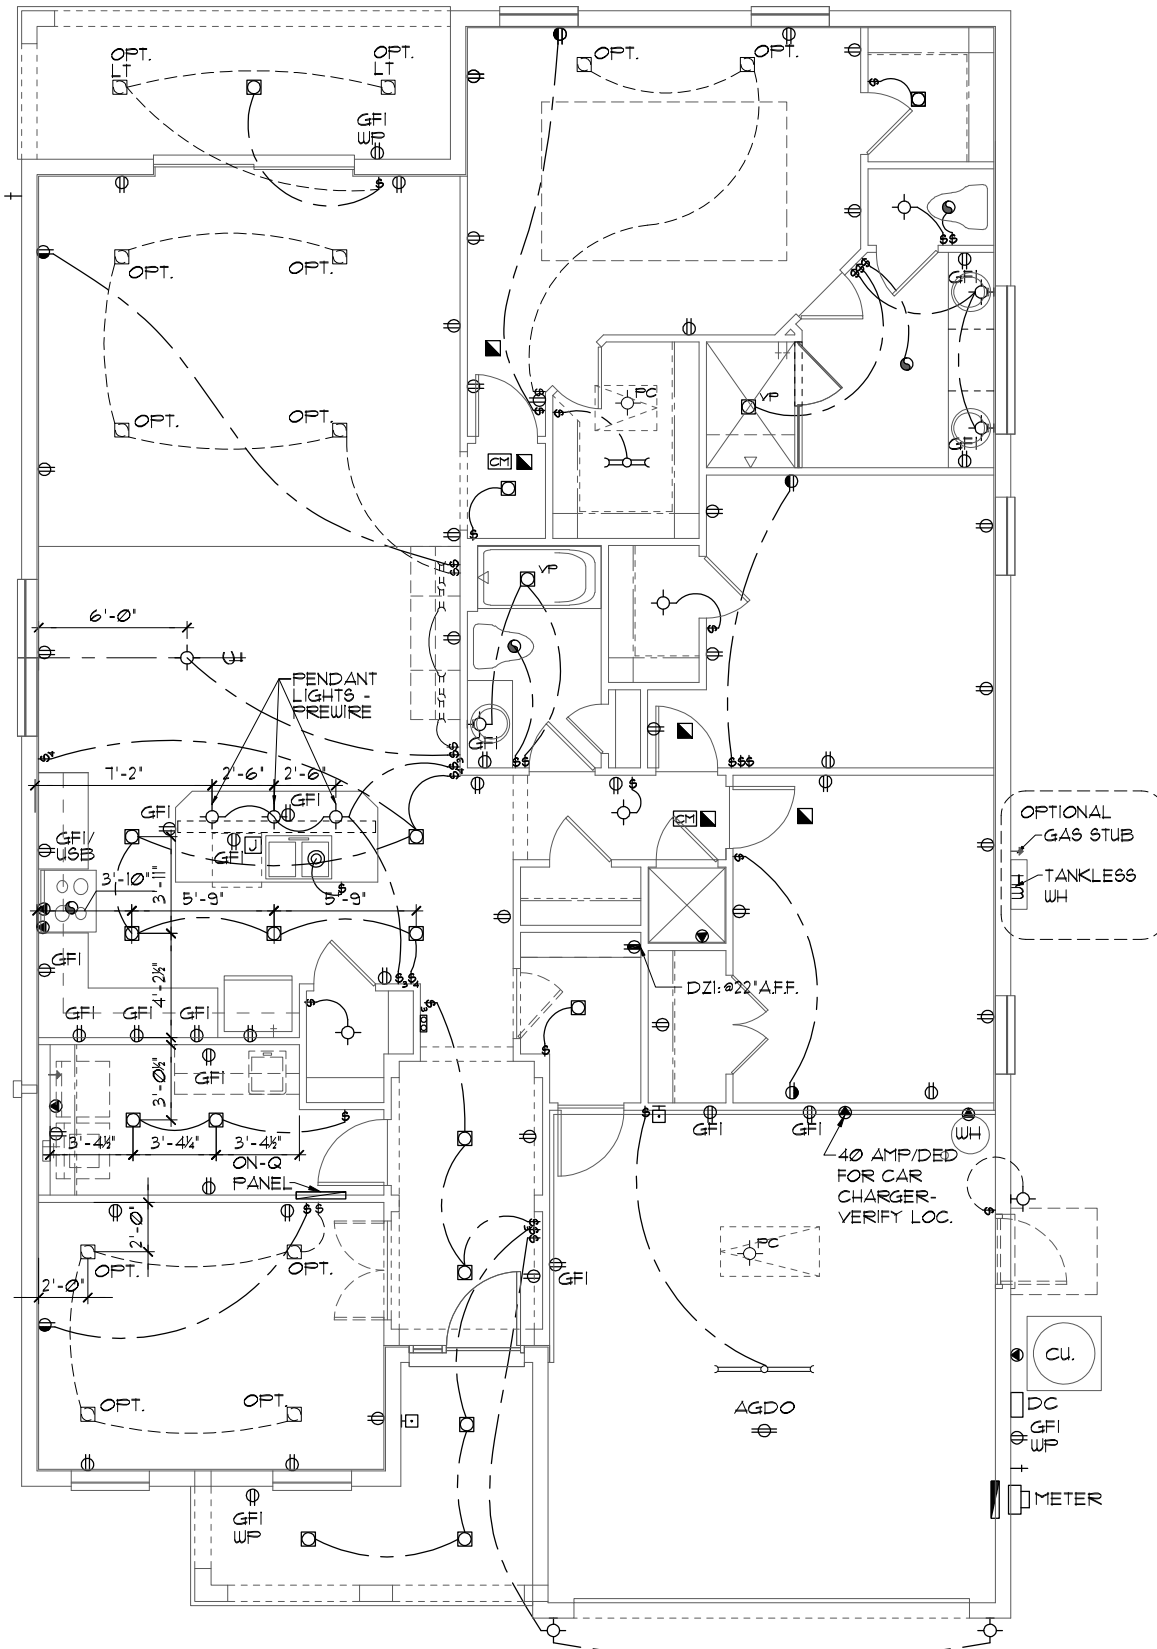 OPT.
LT
OPT.
LT
OPT.
GFI
WP
OPT.
OPT.
OPT.
GFI
PC
VP
OPT.
OPT.
GFI
CM
VP
6'-0"
PENDANT
LIGHTS -
PREWIRE
GFI
7'-2"
2'-6"
2'-6"
GFI
GFI
CM
OPTIONAL
GAS STUB
GFI/
USB
GFI
J
3'-10"
3'-11"
TANKLESS
WH
5'-9"
5'-9"
GFI
4'-2½"
DZ1: @22" A.F.F.
GFI
GFI
GFI
GFI
3'-0½"
GFI
GFI
GFI
WH
3'-4½"
3'-4¼"
3'-4½"
ON-Q
PANEL
40 AMP/DED
FOR CAR
CHARGER-
VERIFY LOC.
2'-0"
PC
OPT.
OPT.
GFI
2'-0"
CU.
OPT.
OPT.
AGDO
DC
GFI
WP
METER
GFI
WP